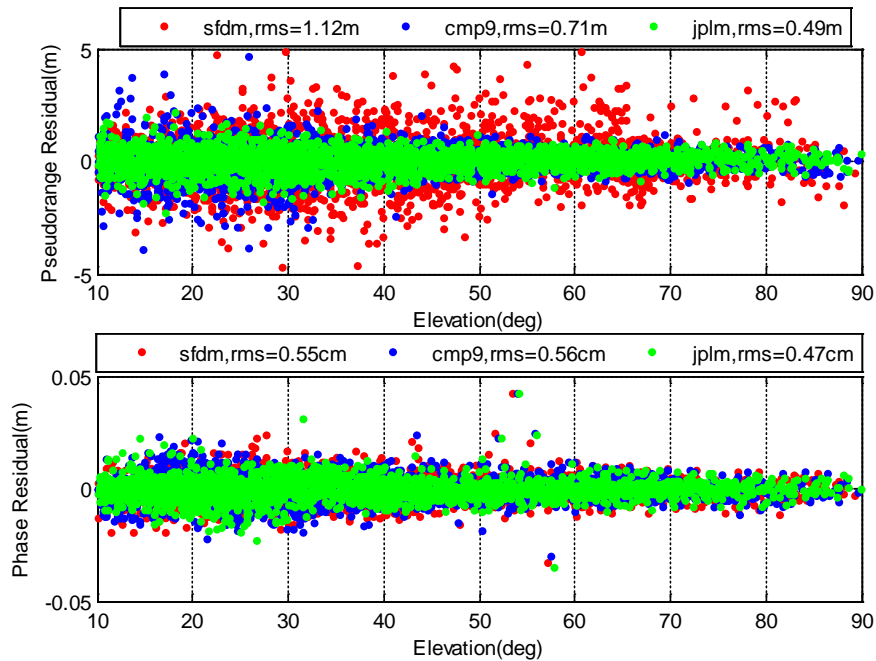 sfdm,rms=1.12m cmp9,rms=0.71m jplm,rms=0.49m
5
0
-5
Pseudorange Residual(m)
10 20 30 40 50 60 70 80 90
Elevation(deg)
sfdm,rms=0.55cm cmp9,rms=0.56cm jplm,rms=0.47cm
0.05
0
-0.05
Phase Residual(m)
10 20 30 40 50 60 70 80 90
Elevation(deg)